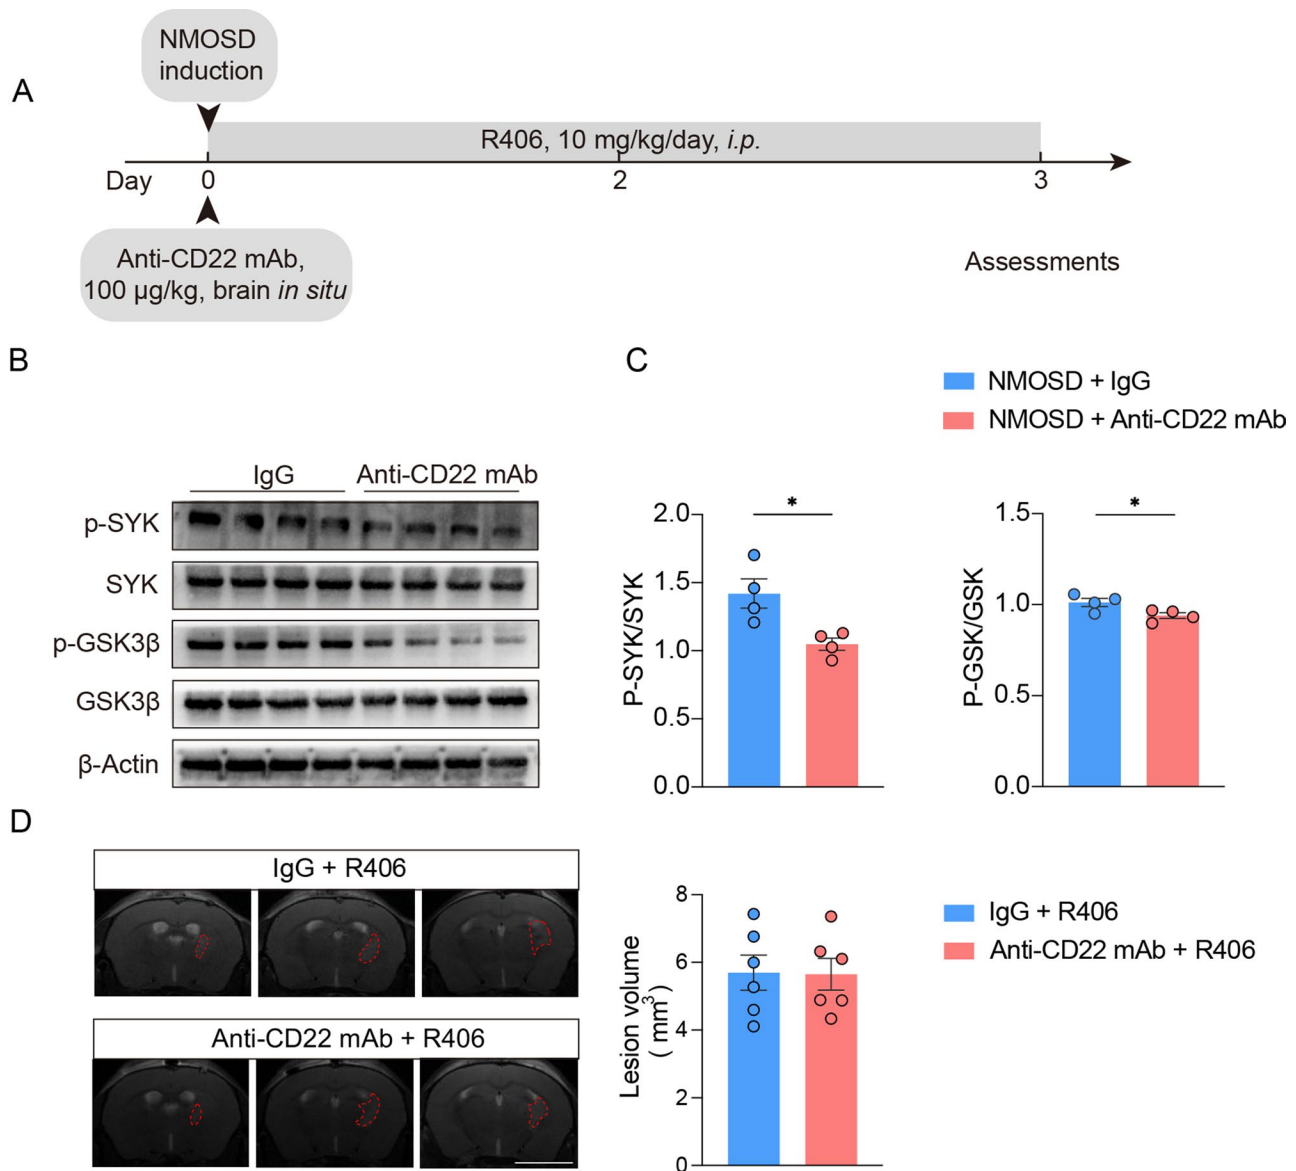 A
NMOSD
induction
R406, 10 mg/kg/day, i.p.
Day 0 2 3
Anti-CD22 mAb,
100 μg/kg, brain in situ
Assessments
B
IgG Anti-CD22 mAb
p-SYK
SYK
p-GSK3β
GSK3β
β-Actin
C
NMOSD + IgG
NMOSD + Anti-CD22 mAb
P-SYK/SYK
2.0
1.5
1.0
0.5
0.0
*
P-GSK/GSK
1.5
1.0
0.5
0.0
*
D
IgG + R406
Anti-CD22 mAb + R406
Lesion volume
( mm³)
8
6
4
2
0
IgG + R406
Anti-CD22 mAb + R406